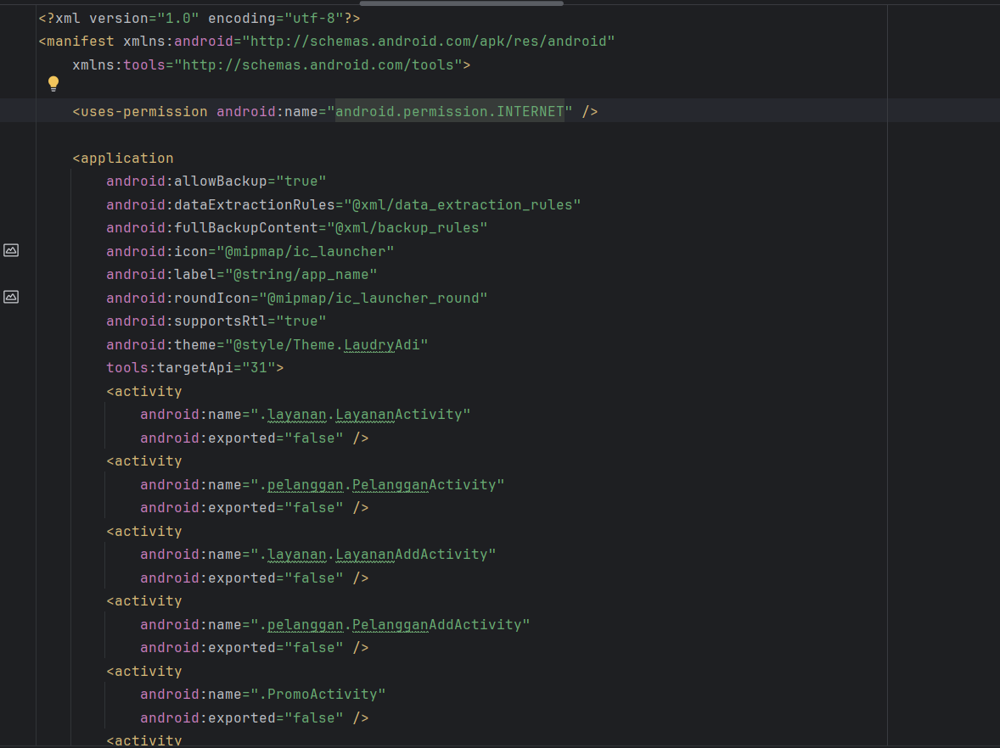 <?xml version="1.0" encoding="utf-8"?>
<manifest xmlns:android="http://schemas.android.com/apk/res/android"
    xmlns:tools="http://schemas.android.com/tools">
    <uses-permission android:name="android.permission.INTERNET" />
    <application
        android:allowBackup="true"
        android:dataExtractionRules="@xml/data_extraction_rules"
        android:fullBackupContent="@xml/backup_rules"
        android:icon="@mipmap/ic_launcher"
        android:label="@string/app_name"
        android:roundIcon="@mipmap/ic_launcher_round"
        android:supportsRtl="true"
        android:theme="@style/Theme.LaudryAdi"
        tools:targetApi="31">
        <activity
            android:name=".layanan.LayananActivity"
            android:exported="false" />
        <activity
            android:name=".pelanggan.PelangganActivity"
            android:exported="false" />
        <activity
            android:name=".layanan.LayananAddActivity"
            android:exported="false" />
        <activity
            android:name=".pelanggan.PelangganAddActivity"
            android:exported="false" />
        <activity
            android:name=".PromoActivity"
            android:exported="false" />
        <activity